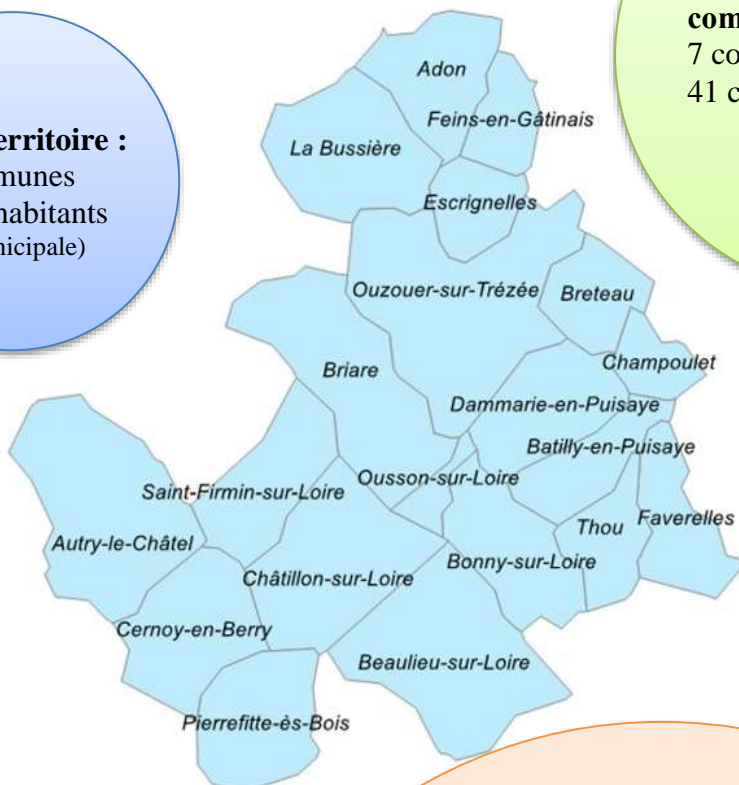 com
7 co
41 c
erritoire :
munes
habitants
nicipale)
Adon
Feins-en-Gâtinais
La Bussière
Escrignelles
Ouzouer-sur-Trézée
Breteau
Champoulet
Briare
Dammarie-en-Puisaye
Batilly-en-Puisaye
Ousson-sur-Loire
Saint-Firmin-sur-Loire
Faverelles
Thou
Autry-le-Châtel
Bonny-sur-Loire
Châtillon-sur-Loire
Cernoy-en-Berry
Beaulieu-sur-Loire
Pierrefitte-ès-Bois